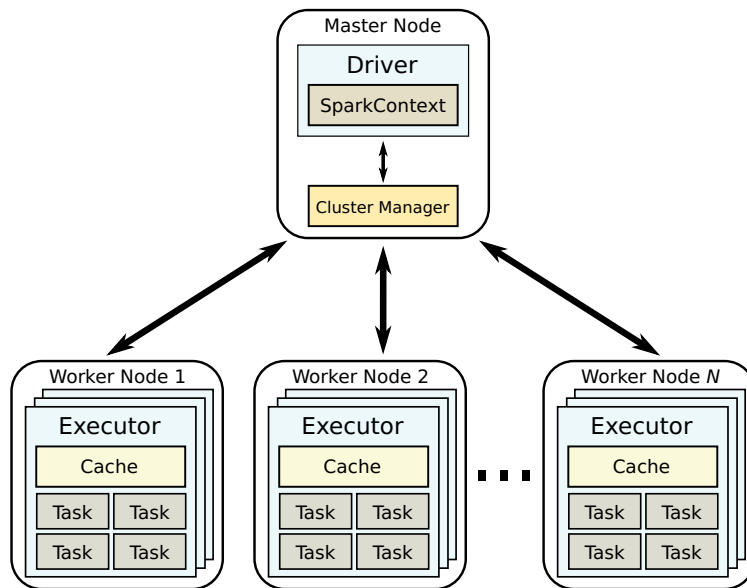 Master Node
Driver
SparkContext
Cluster Manager
Worker Node 1
Executor
Cache
Task Task
Task Task
Worker Node 2
Executor
Cache
Task Task
Task Task
Worker Node N
Executor
Cache
Task Task
Task Task